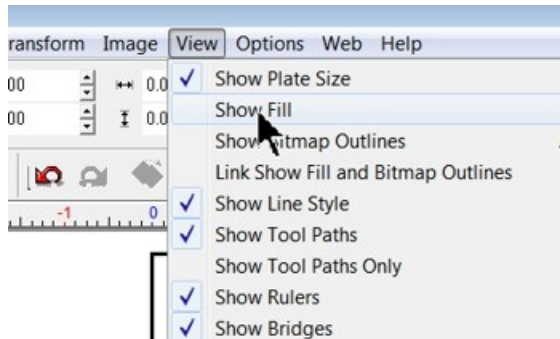 ransform Image View Options Web Help
00 0.0
00 0.0
Show Plate Size
Show Fill
Show Bitmap Outlines
Link Show Fill and Bitmap Outlines
-1 0
Show Line Style
Show Tool Paths
Show Tool Paths Only
Show Rulers
Show Bridges